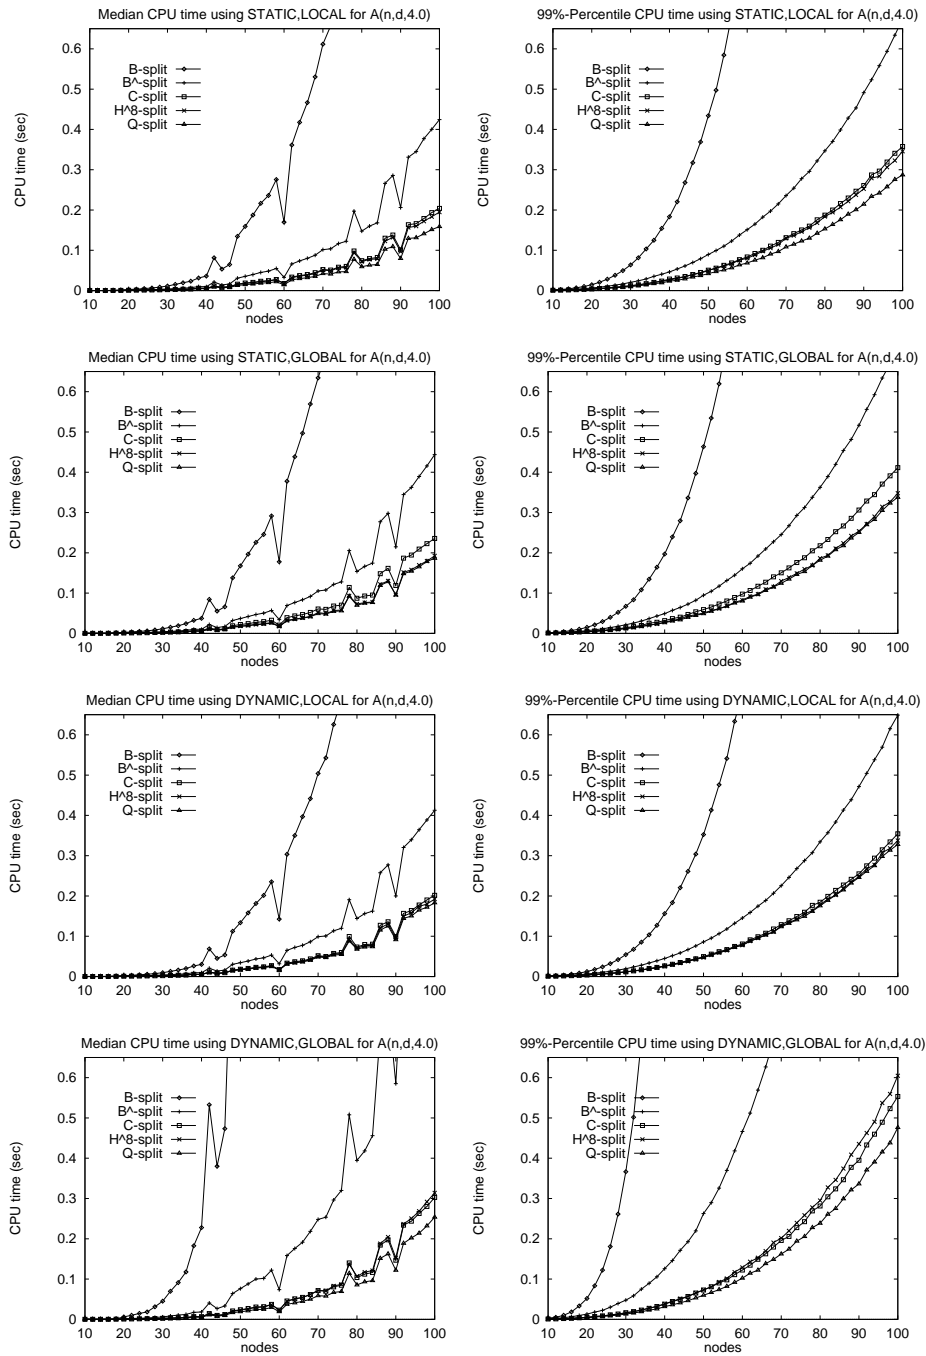 Median CPU time using STATIC,LOCAL for A(n,d,4.0)
0.6
0.5
0.4
0.3
0.2
0.1
0
CPU time (sec)
B-split
B^-split
C-split
H^8-split
Q-split
10 20 30 40 50 60 70 80 90 100
nodes
99%-Percentile CPU time using STATIC,LOCAL for A(n,d,4.0)
0.6
0.5
0.4
0.3
0.2
0.1
0
CPU time (sec)
B-split
B^-split
C-split
H^8-split
Q-split
10 20 30 40 50 60 70 80 90 100
nodes
Median CPU time using STATIC,GLOBAL for A(n,d,4.0)
0.6
0.5
0.4
0.3
0.2
0.1
0
CPU time (sec)
B-split
B^-split
C-split
H^8-split
Q-split
10 20 30 40 50 60 70 80 90 100
nodes
99%-Percentile CPU time using STATIC,GLOBAL for A(n,d,4.0)
0.6
0.5
0.4
0.3
0.2
0.1
0
CPU time (sec)
B-split
B^-split
C-split
H^8-split
Q-split
10 20 30 40 50 60 70 80 90 100
nodes
Median CPU time using DYNAMIC,LOCAL for A(n,d,4.0)
0.6
0.5
0.4
0.3
0.2
0.1
0
CPU time (sec)
B-split
B^-split
C-split
H^8-split
Q-split
10 20 30 40 50 60 70 80 90 100
nodes
99%-Percentile CPU time using DYNAMIC,LOCAL for A(n,d,4.0)
0.6
0.5
0.4
0.3
0.2
0.1
0
CPU time (sec)
B-split
B^-split
C-split
H^8-split
Q-split
10 20 30 40 50 60 70 80 90 100
nodes
Median CPU time using DYNAMIC,GLOBAL for A(n,d,4.0)
0.6
0.5
0.4
0.3
0.2
0.1
0
CPU time (sec)
B-split
B^-split
C-split
H^8-split
Q-split
10 20 30 40 50 60 70 80 90 100
nodes
99%-Percentile CPU time using DYNAMIC,GLOBAL for A(n,d,4.0)
0.6
0.5
0.4
0.3
0.2
0.1
0
CPU time (sec)
B-split
B^-split
C-split
H^8-split
Q-split
10 20 30 40 50 60 70 80 90 100
nodes